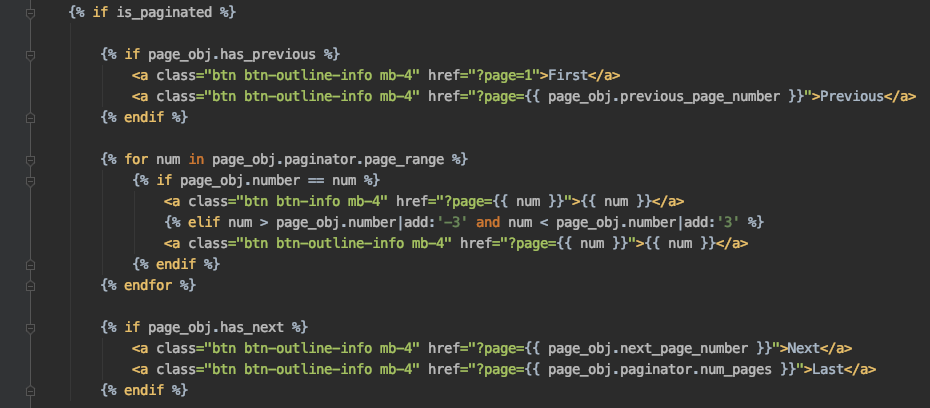 {% if is_paginated %}
{% if page_obj.has_previous %}
<a class="btn btn-outline-info mb-4" href="?page=1">First</a>
<a class="btn btn-outline-info mb-4" href="?page={{ page_obj.previous_page_number }}">Previous</a>
{% endif %}
{% for num in page_obj.paginator.page_range %}
{% if page_obj.number == num %}
<a class="btn btn-info mb-4" href="?page={{ num }}">{{ num }}</a>
{% elif num > page_obj.number|add:'-3' and num < page_obj.number|add:'3' %}
<a class="btn btn-outline-info mb-4" href="?page={{ num }}">{{ num }}</a>
{% endif %}
{% endfor %}
{% if page_obj.has_next %}
<a class="btn btn-outline-info mb-4" href="?page={{ page_obj.next_page_number }}">Next</a>
<a class="btn btn-outline-info mb-4" href="?page={{ page_obj.paginator.num_pages }}">Last</a>
{% endif %}